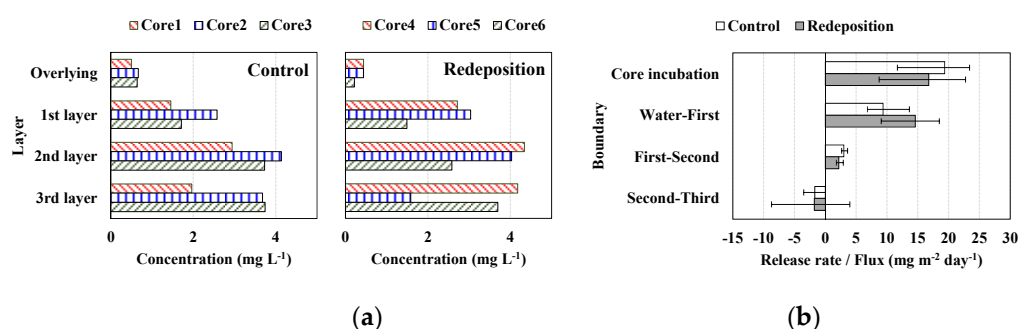 Core1 Core2 Core3
Core4 Core5 Core6
Control
Redeposition
Layer
Overlying
1st layer
2nd layer
3rd layer
Control
Redeposition
0 2 4
0 2 4
Concentration (mg L-1)
Concentration (mg L-1)
(a)
Boundary
Core incubation
Water-First
First-Second
Second-Third
-15 -10 -5 0 5 10 15 20 25 30
Release rate / Flux (mg m-2 day-1)
(b)